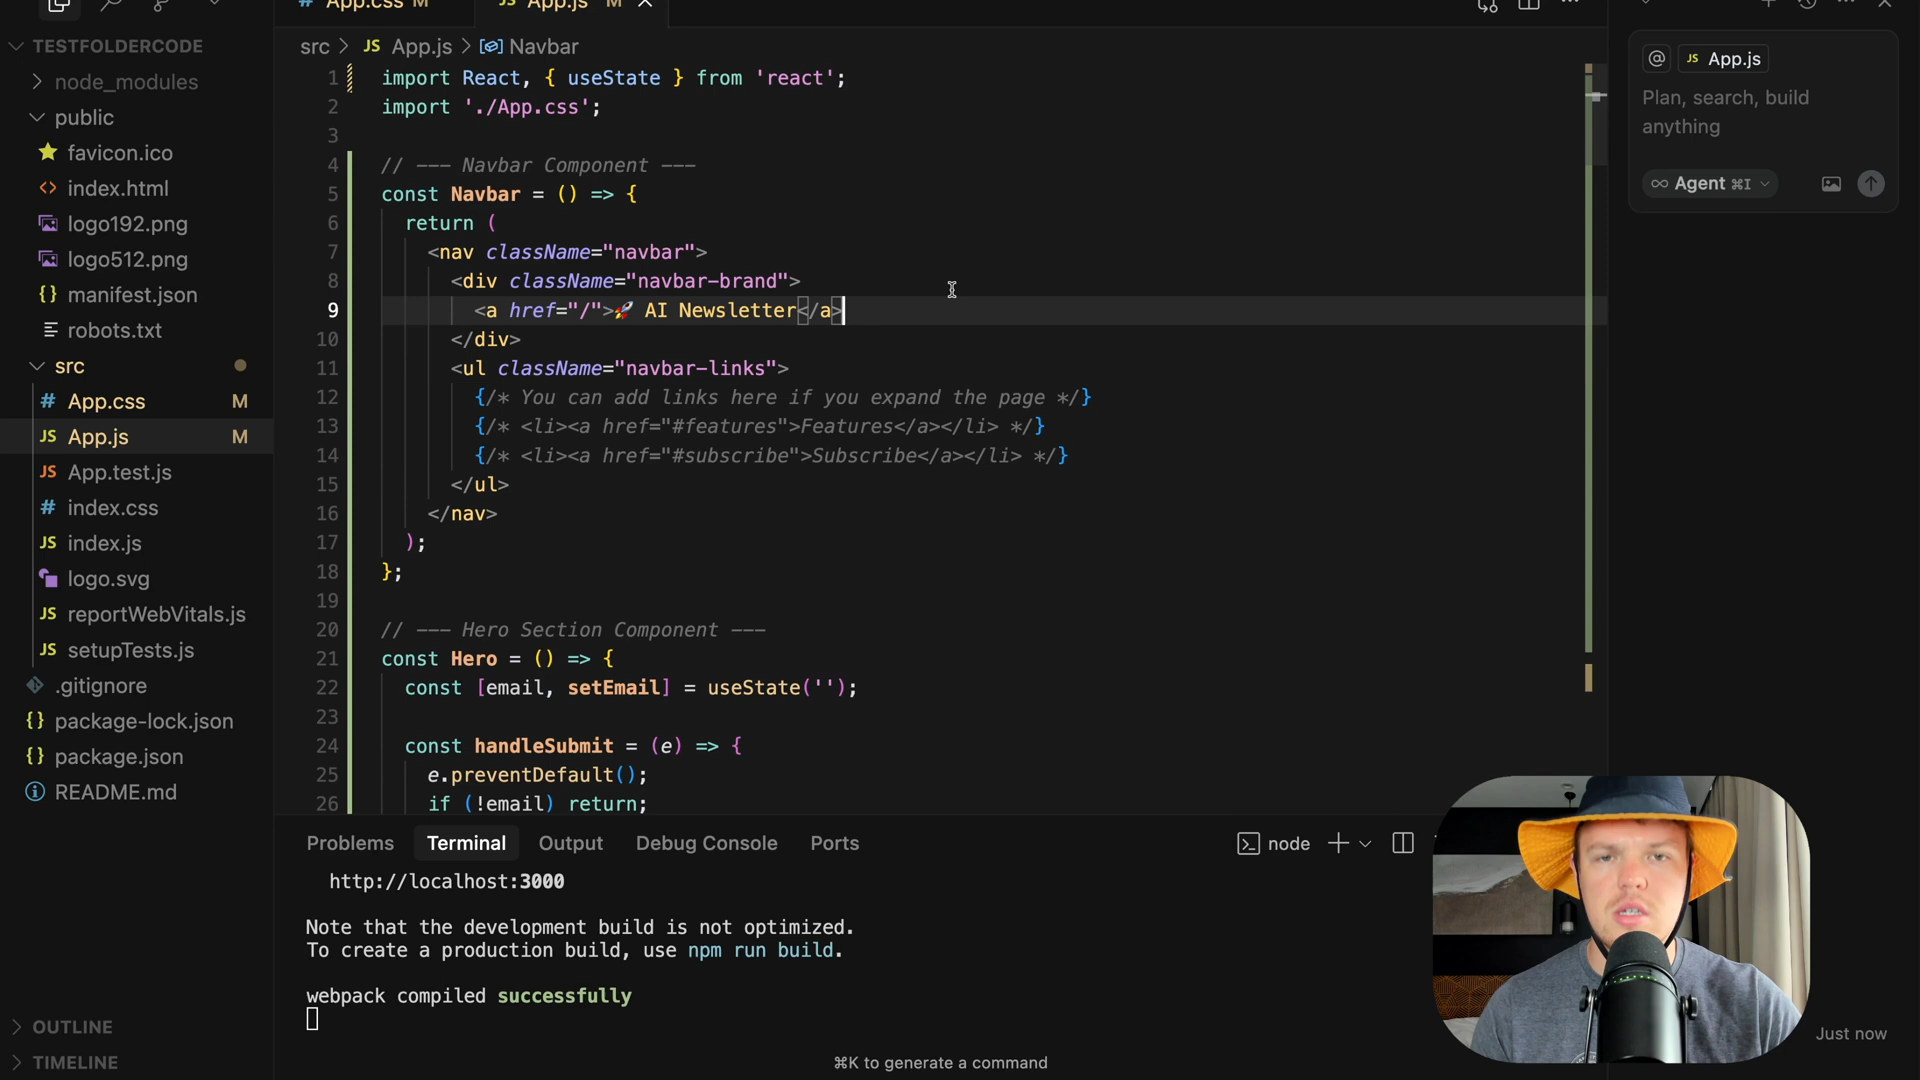 App.css M
App.js M
TESTFOLDERCODE
node_modules
public
favicon.ico
index.html
logo192.png
logo512.png
manifest.json
robots.txt
src
App.css M
App.js M
App.test.js
index.css
index.js
logo.svg
reportWebVitals.js
setupTests.js
.gitignore
package-lock.json
package.json
README.md
OUTLINE
TIMELINE
src > JS App.js > Navbar
1 import React, { useState } from 'react';
2 import './App.css';
3
4 // --- Navbar Component ---
5 const Navbar = () => {
6 return (
7 <nav className="navbar">
8 <div className="navbar-brand">
9 <a href="/">🚀 AI Newsletter</a>
10 </div>
11 <ul className="navbar-links">
12 {/* You can add links here if you expand the page */}
13 {/* <li><a href="#features">Features</a></li> */}
14 {/* <li><a href="#subscribe">Subscribe</a></li> */}
15 </ul>
16 </nav>
17 );
18 };
19
20 // --- Hero Section Component ---
21 const Hero = () => {
22 const [email, setEmail] = useState('');
23
24 const handleSubmit = (e) => {
25 e.preventDefault();
26 if (!email) return;
Problems Terminal Output Debug Console Ports
node
http://localhost:3000
Note that the development build is not optimized.
To create a production build, use npm run build.
webpack compiled successfully
⌘K to generate a command
@ JS App.js
Plan, search, build
anything
∞ Agent ⌘I
Just now